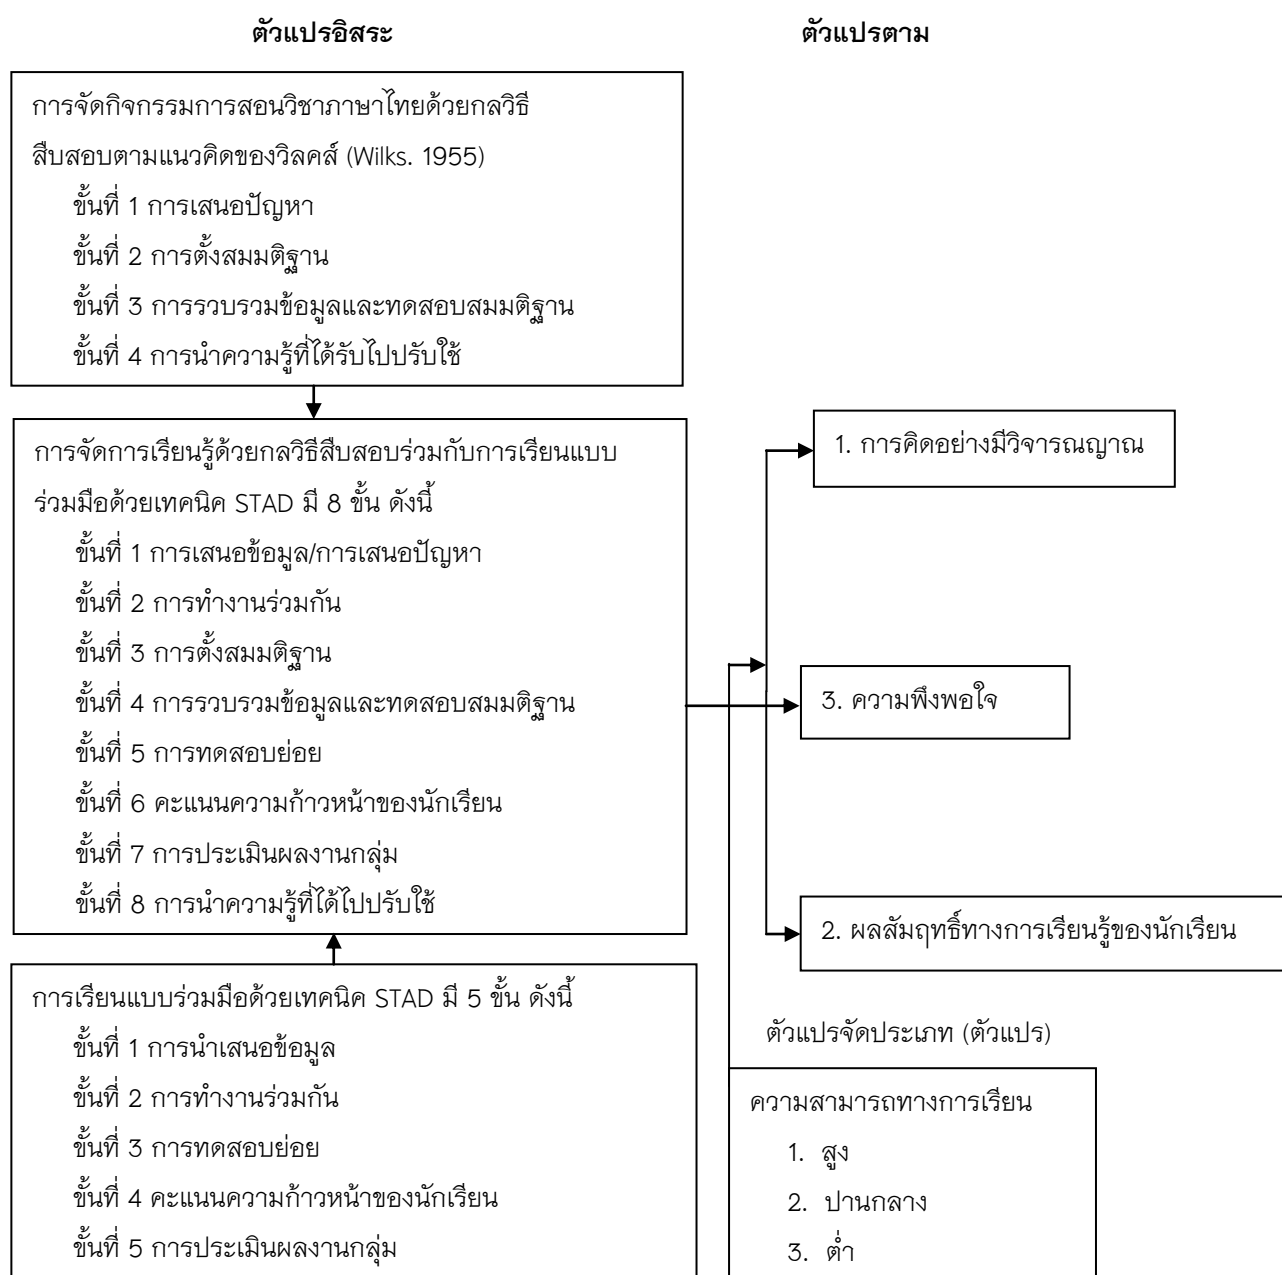 ตัวแปรอิสระ
ตัวแปรตาม
การจัดกิจกรรมการสอนวิชาภาษาไทยด้วยกลวิธี
สืบสอบตามแนวคิดของวิลคส์ (Wilks. 1955)
ขั้นที่ 1 การเสนอปัญหา
ขั้นที่ 2 การตั้งสมมติฐาน
ขั้นที่ 3 การรวบรวมข้อมูลและทดสอบสมมติฐาน
ขั้นที่ 4 การนำความรู้ที่ได้รับไปปรับใช้
การจัดการเรียนรู้ด้วยกลวิธีสืบสอบร่วมกับการเรียนแบบ
ร่วมมือด้วยเทคนิค STAD มี 8 ขั้น ดังนี้
ขั้นที่ 1 การเสนอข้อมูล/การเสนอปัญหา
ขั้นที่ 2 การทำงานร่วมกัน
ขั้นที่ 3 การตั้งสมมติฐาน
ขั้นที่ 4 การรวบรวมข้อมูลและทดสอบสมมติฐาน
ขั้นที่ 5 การทดสอบย่อย
ขั้นที่ 6 คะแนนความก้าวหน้าของนักเรียน
ขั้นที่ 7 การประเมินผลงานกลุ่ม
ขั้นที่ 8 การนำความรู้ที่ได้ไปปรับใช้
การเรียนแบบร่วมมือด้วยเทคนิค STAD มี 5 ขั้น ดังนี้
ขั้นที่ 1 การนำเสนอข้อมูล
ขั้นที่ 2 การทำงานร่วมกัน
ขั้นที่ 3 การทดสอบย่อย
ขั้นที่ 4 คะแนนความก้าวหน้าของนักเรียน
ขั้นที่ 5 การประเมินผลงานกลุ่ม
1. การคิดอย่างมีวิจารณญาณ
3. ความพึงพอใจ
2. ผลสัมฤทธิ์ทางการเรียนรู้ของนักเรียน
ตัวแปรจัดประเภท (ตัวแปร)
ความสามารถทางการเรียน
1. สูง
2. ปานกลาง
3. ต่ำ